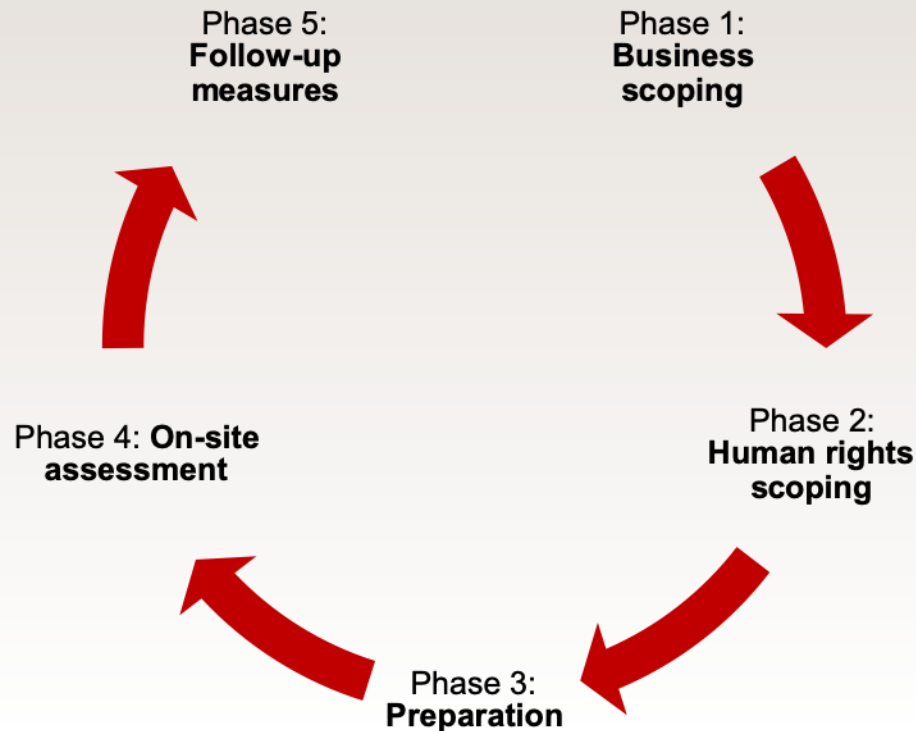 Phase 1:
Business
scoping
Phase 2:
Human rights
scoping
Phase 3:
Preparation
Phase 4: On-site
assessment
Phase 5:
Follow-up
measures